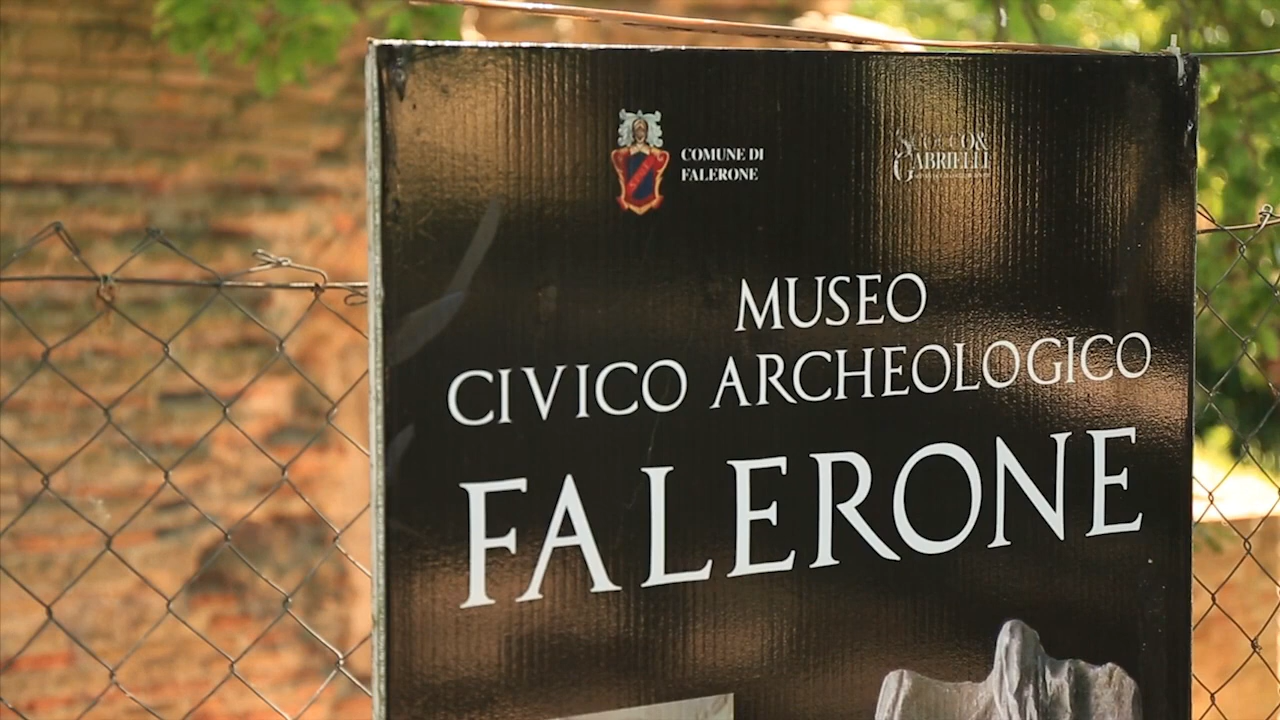 COMUNE DI
FALERONE
&
GABRIELLI
MUSEO
CIVICO ARCHEOLOGICO
FALERONE